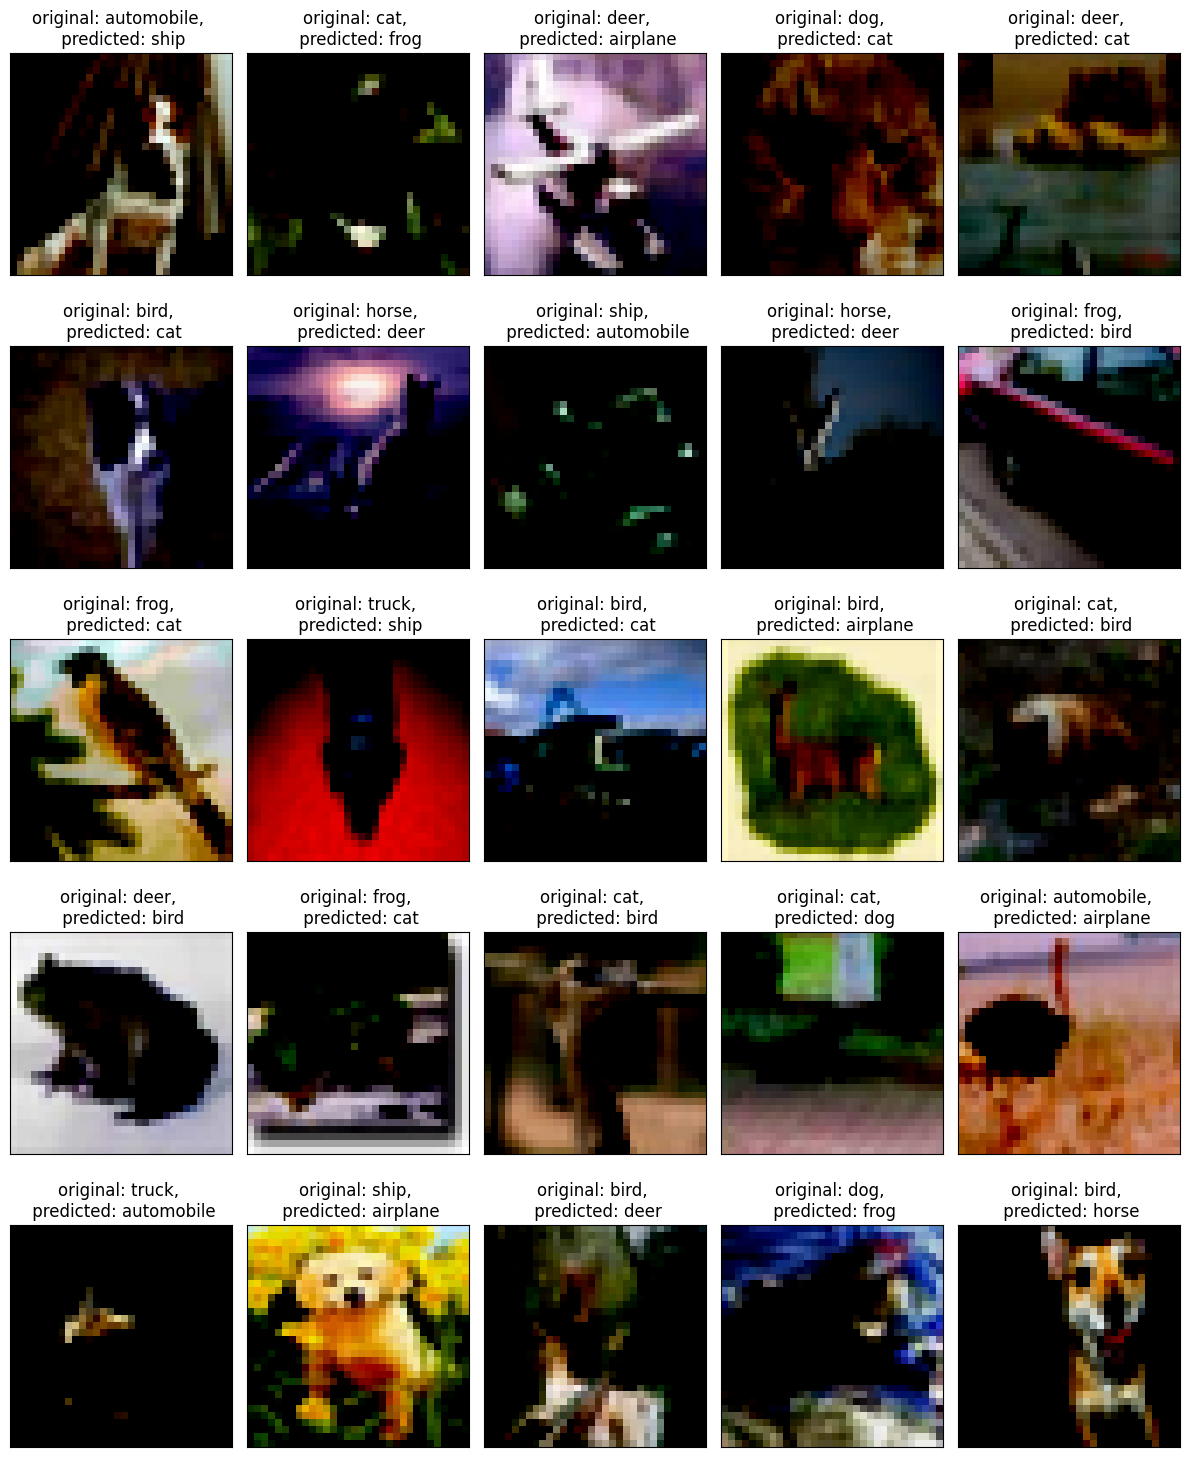 original: automobile,
predicted: ship
original: cat,
predicted: frog
original: deer,
predicted: airplane
original: dog,
predicted: cat
original: deer,
predicted: cat
original: bird,
predicted: cat
original: horse,
predicted: deer
original: ship,
predicted: automobile
original: horse,
predicted: deer
original: frog,
predicted: bird
original: frog,
predicted: cat
original: truck,
predicted: ship
original: bird,
predicted: cat
original: bird,
predicted: airplane
original: cat,
predicted: bird
original: deer,
predicted: bird
original: frog,
predicted: cat
original: cat,
predicted: bird
original: cat,
predicted: dog
original: automobile,
predicted: airplane
original: truck,
predicted: automobile
original: ship,
predicted: airplane
original: bird,
predicted: deer
original: dog,
predicted: frog
original: bird,
predicted: horse